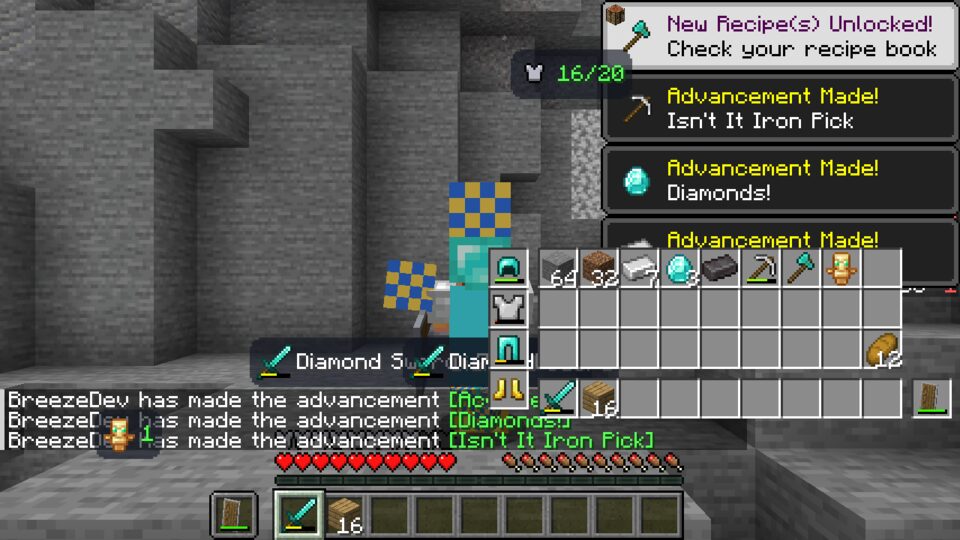 New Recipe(s) Unlocked!
Check your recipe book
16/20
Advancement Made!
Isn't It Iron Pick
Advancement Made!
Diamonds!
Advancement Made!
64
32
7
3
12
Diamond
BreezeDev has made the advancement
BreezeDev has made the advancement [Diamonds!]
has made the advancement [Isn't It Iron Pick]
1
16
16